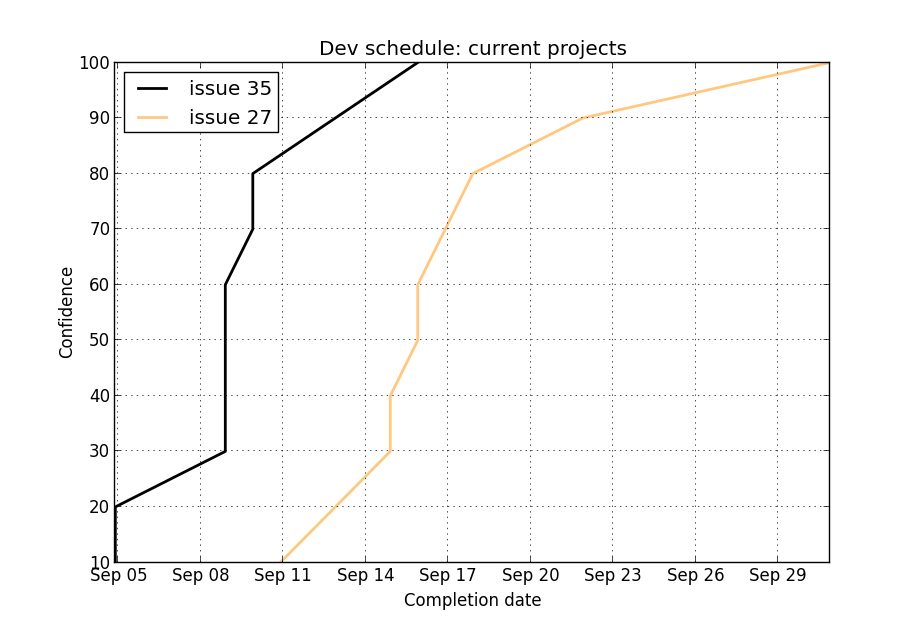 Dev schedule: current projects
issue 35
issue 27
Confidence
100
90
80
70
60
50
40
30
20
10
Sep 05 Sep 08 Sep 11 Sep 14 Sep 17 Sep 20 Sep 23 Sep 26 Sep 29
Completion date